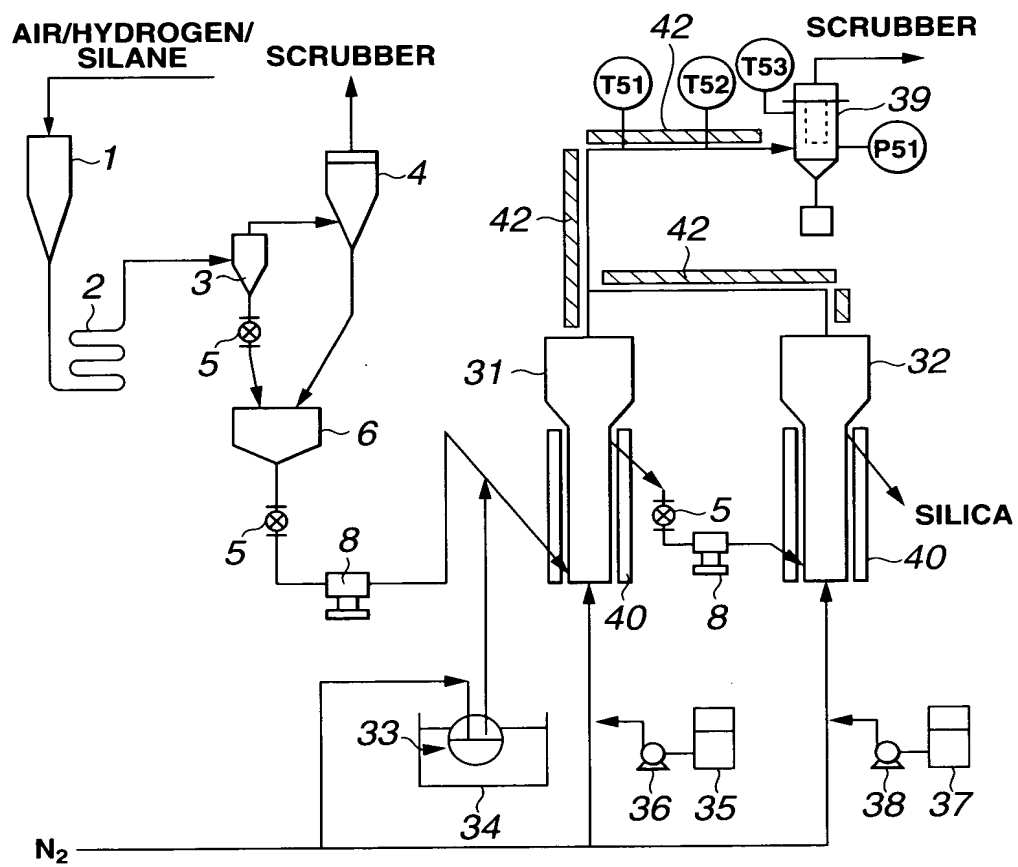 AIR/HYDROGEN/
SILANE
SCRUBBER
42
SCRUBBER
T51
T52
T53
39
P51
1
4
42
42
3
2
5
31
32
6
5
5
SILICA
8
8
40
40
33
34
36
35
38
37
N₂